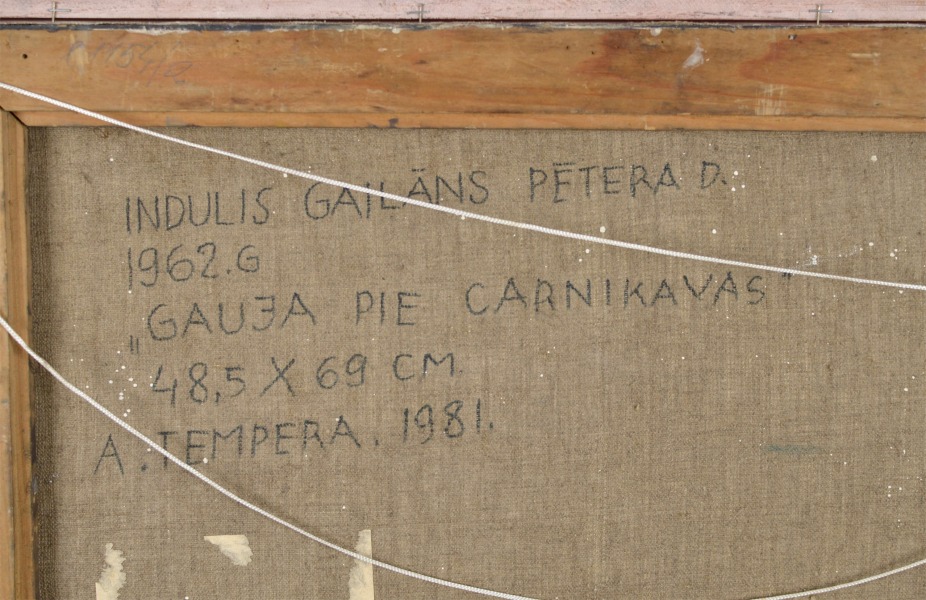 INDULIS GAILĀNS PĒTERA D.
1962.G
„GAUJA PIE CARNIKAVAS"
48,5 X 69 CM.
A. TEMPERA. 1981.